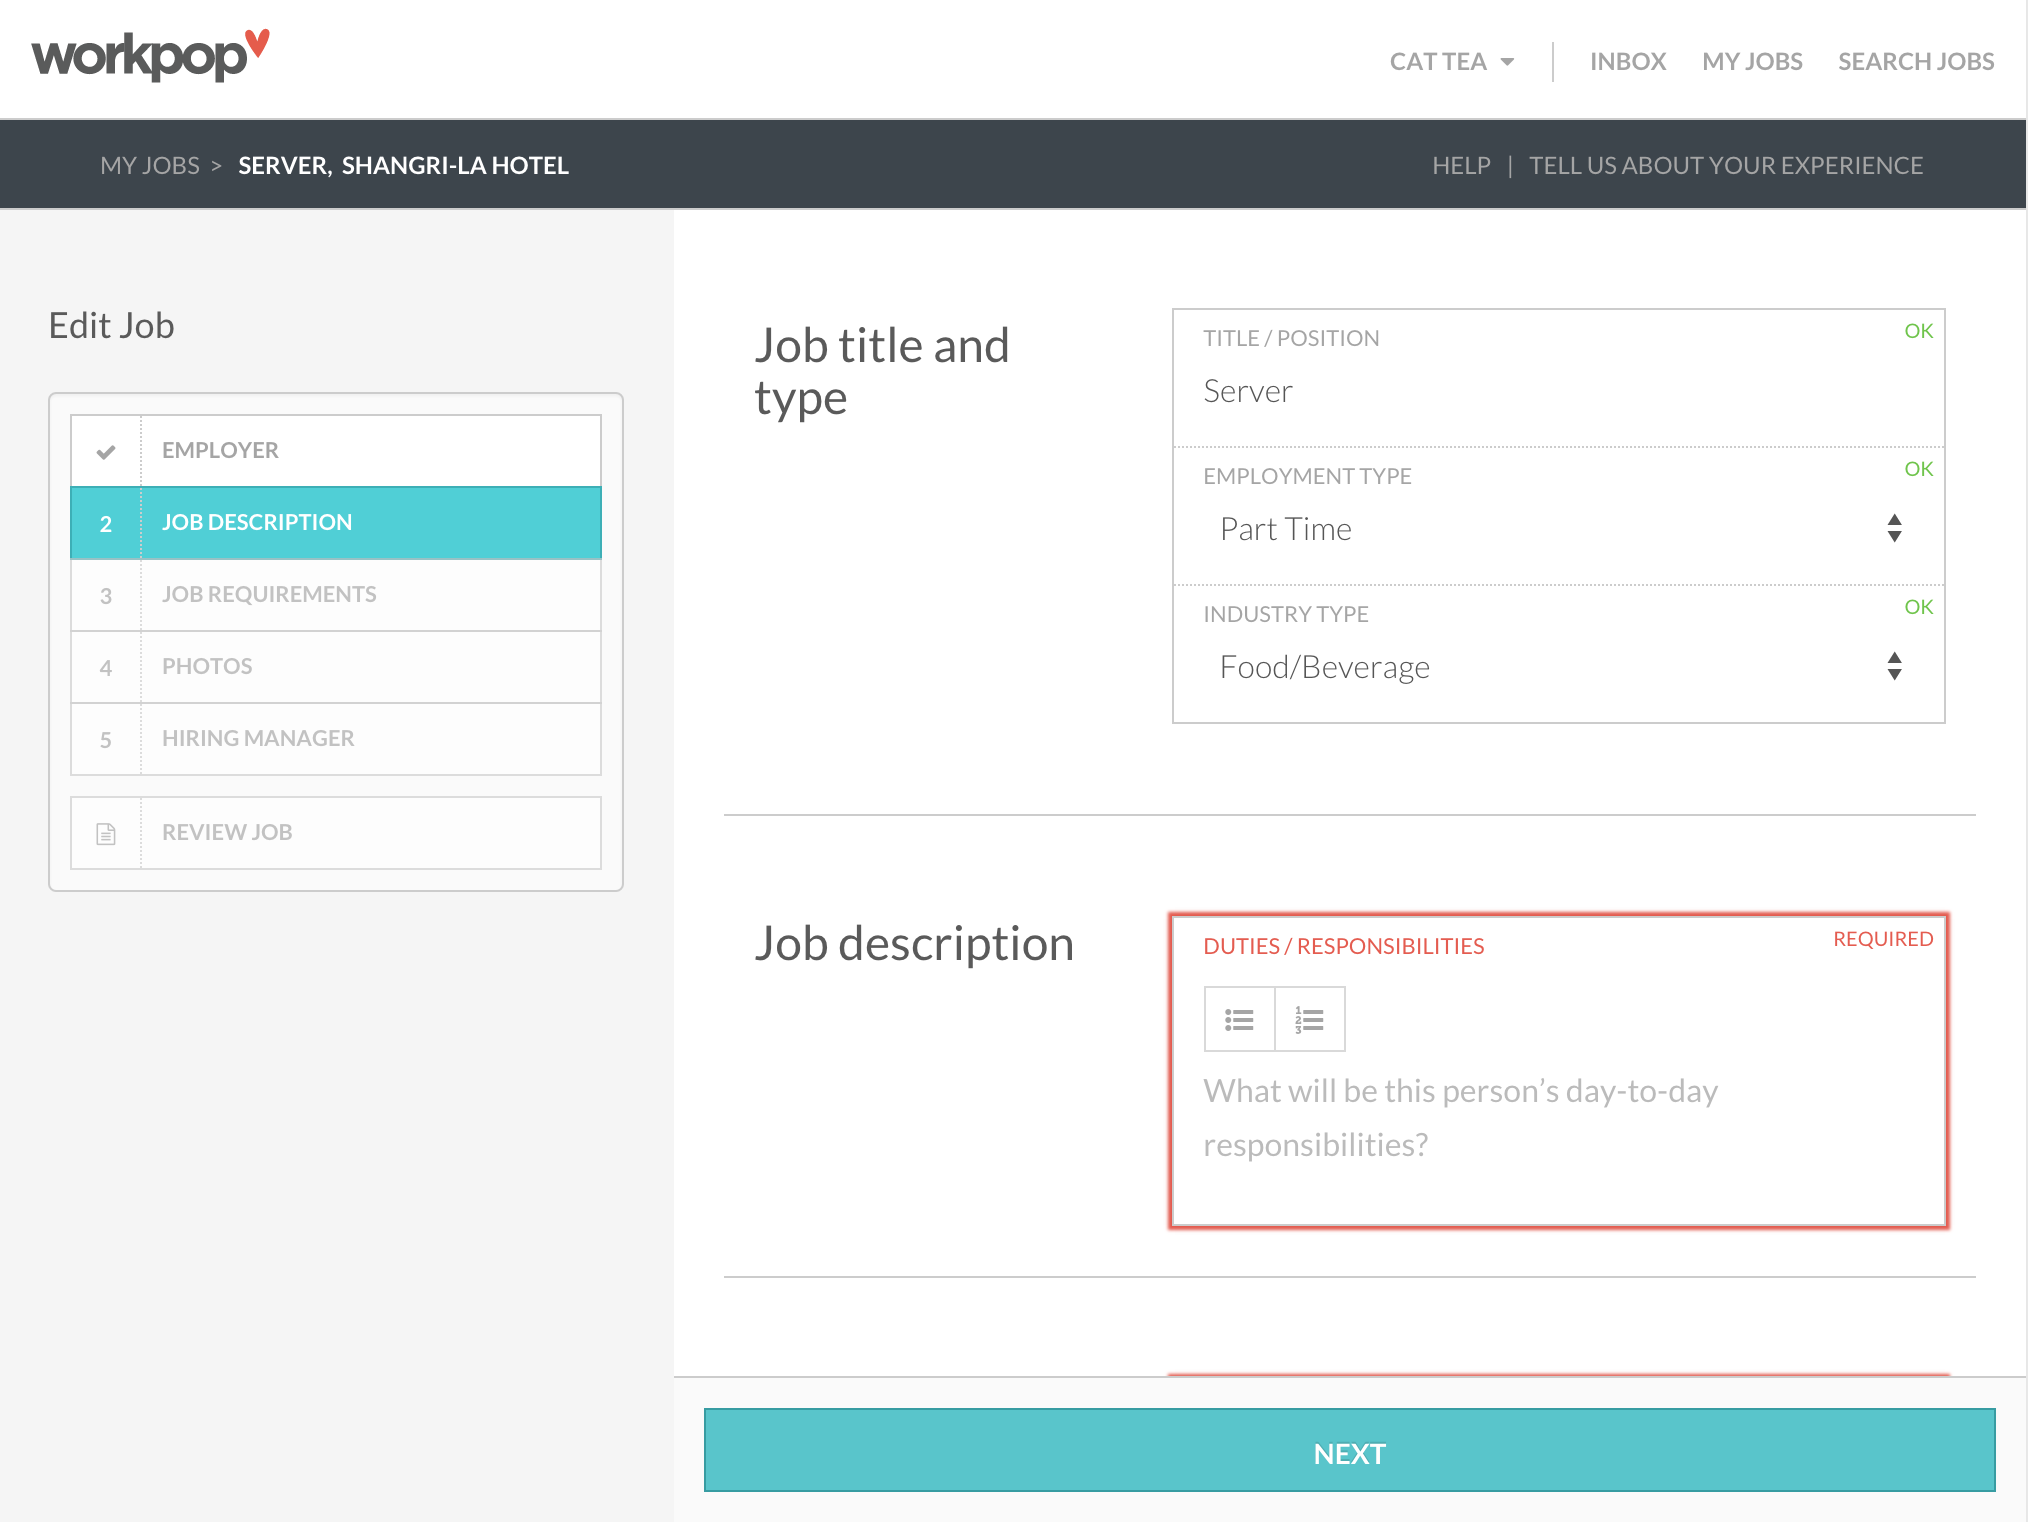 workpop
CAT TEA
INBOX
MY JOBS
SEARCH JOBS
MY JOBS > SERVER, SHANGRI-LA HOTEL
HELP | TELL US ABOUT YOUR EXPERIENCE
Edit Job
EMPLOYER
2 JOB DESCRIPTION
3 JOB REQUIREMENTS
4 PHOTOS
5 HIRING MANAGER
REVIEW JOB
Job title and
type
TITLE / POSITION
OK
Server
EMPLOYMENT TYPE
OK
Part Time
INDUSTRY TYPE
OK
Food/Beverage
Job description
DUTIES / RESPONSIBILITIES
REQUIRED
1
2
3
What will be this person’s day-to-day
responsibilities?
NEXT